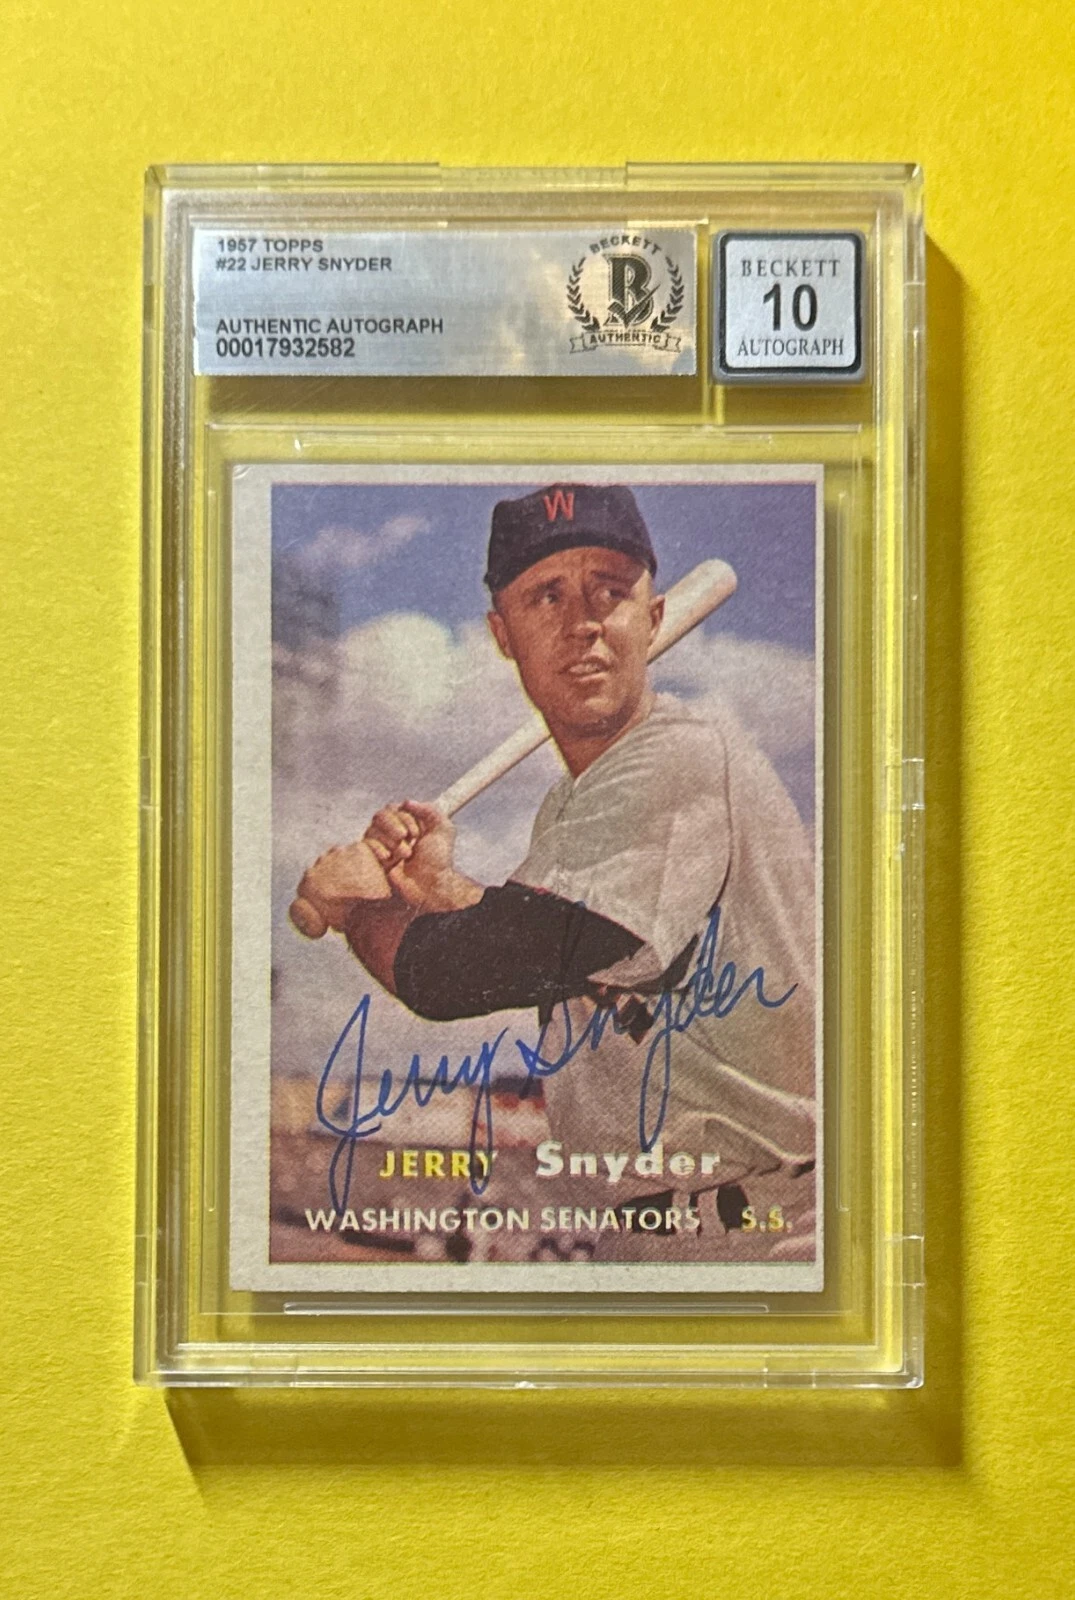 1957 TOPPS
#22 JERRY SNYDER
AUTHENTIC AUTOGRAPH
00017932582
BECKETT
B
AUTHENTIC
BECKETT
10
AUTOGRAPH
W
Jerry Snyder
JERRY Snyder
WASHINGTON SENATORS S.S.